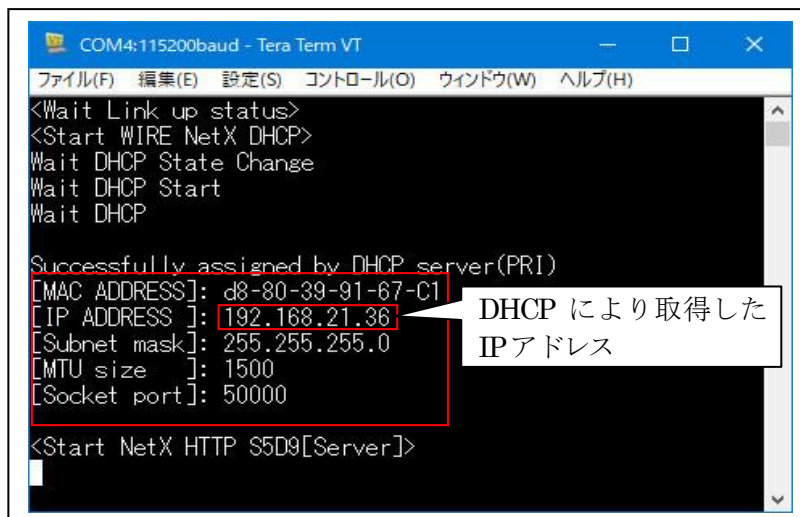 COM4:115200baud - Tera Term VT
ファイル(F) 編集(E) 設定(S) コントロール(O) ウィンドウ(W) ヘルプ(H)
<Wait Link up status>
<Start WIRE NetX DHCP>
Wait DHCP State Change
Wait DHCP Start
Wait DHCP
Successfully assigned by DHCP server(PRI)
[MAC ADDRESS]: d8-80-39-91-67-C1
[IP ADDRESS ]: 192.168.21.36
[Subnet mask]: 255.255.255.0
[MTU size   ]: 1500
[Socket port]: 50000
DHCP により取得した
IPアドレス
<Start NetX HTTP S5D9[Server]>